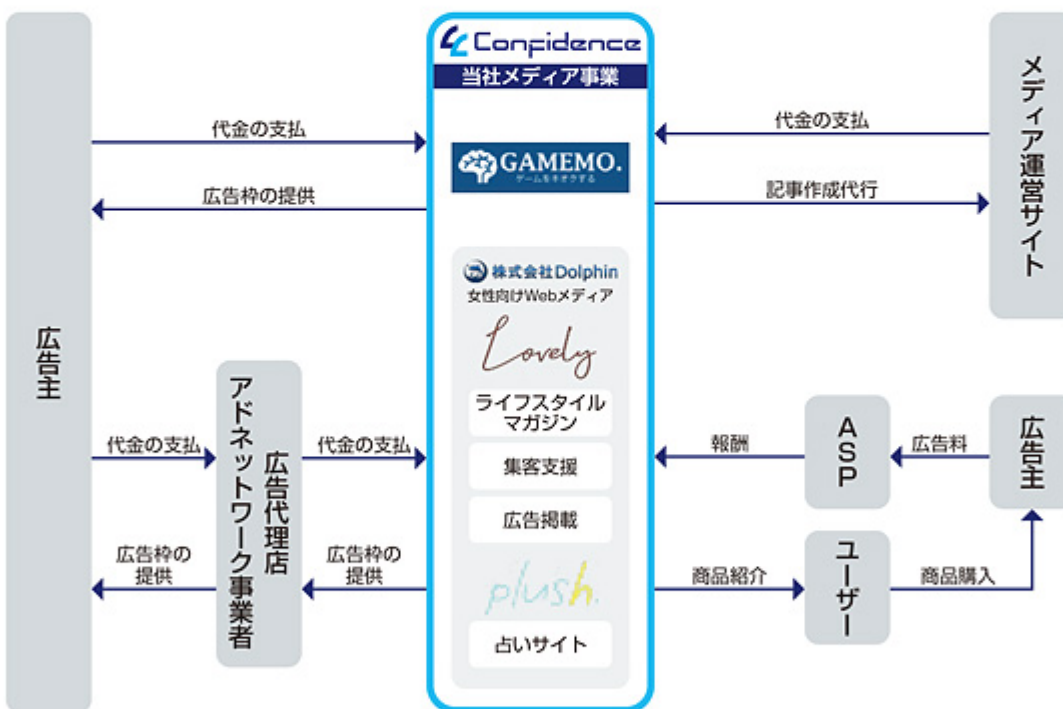 Confidence
当社メディア事業
代金の支払
代金の支払
GAMEMO.
ゲームをキオクする
広告枠の提供
記事作成代行
メディア運営サイト
株式会社Dolphin
女性向けWebメディア
Lovely
広告主
ライフスタイル
マガジン
代金の支払
代金の支払
アドネットワーク事業者
広告代理店
集客支援
報酬
ASP
広告料
広告主
広告掲載
広告枠の
提供
広告枠の
提供
plush.
商品紹介
ユーザー
商品購入
占いサイト